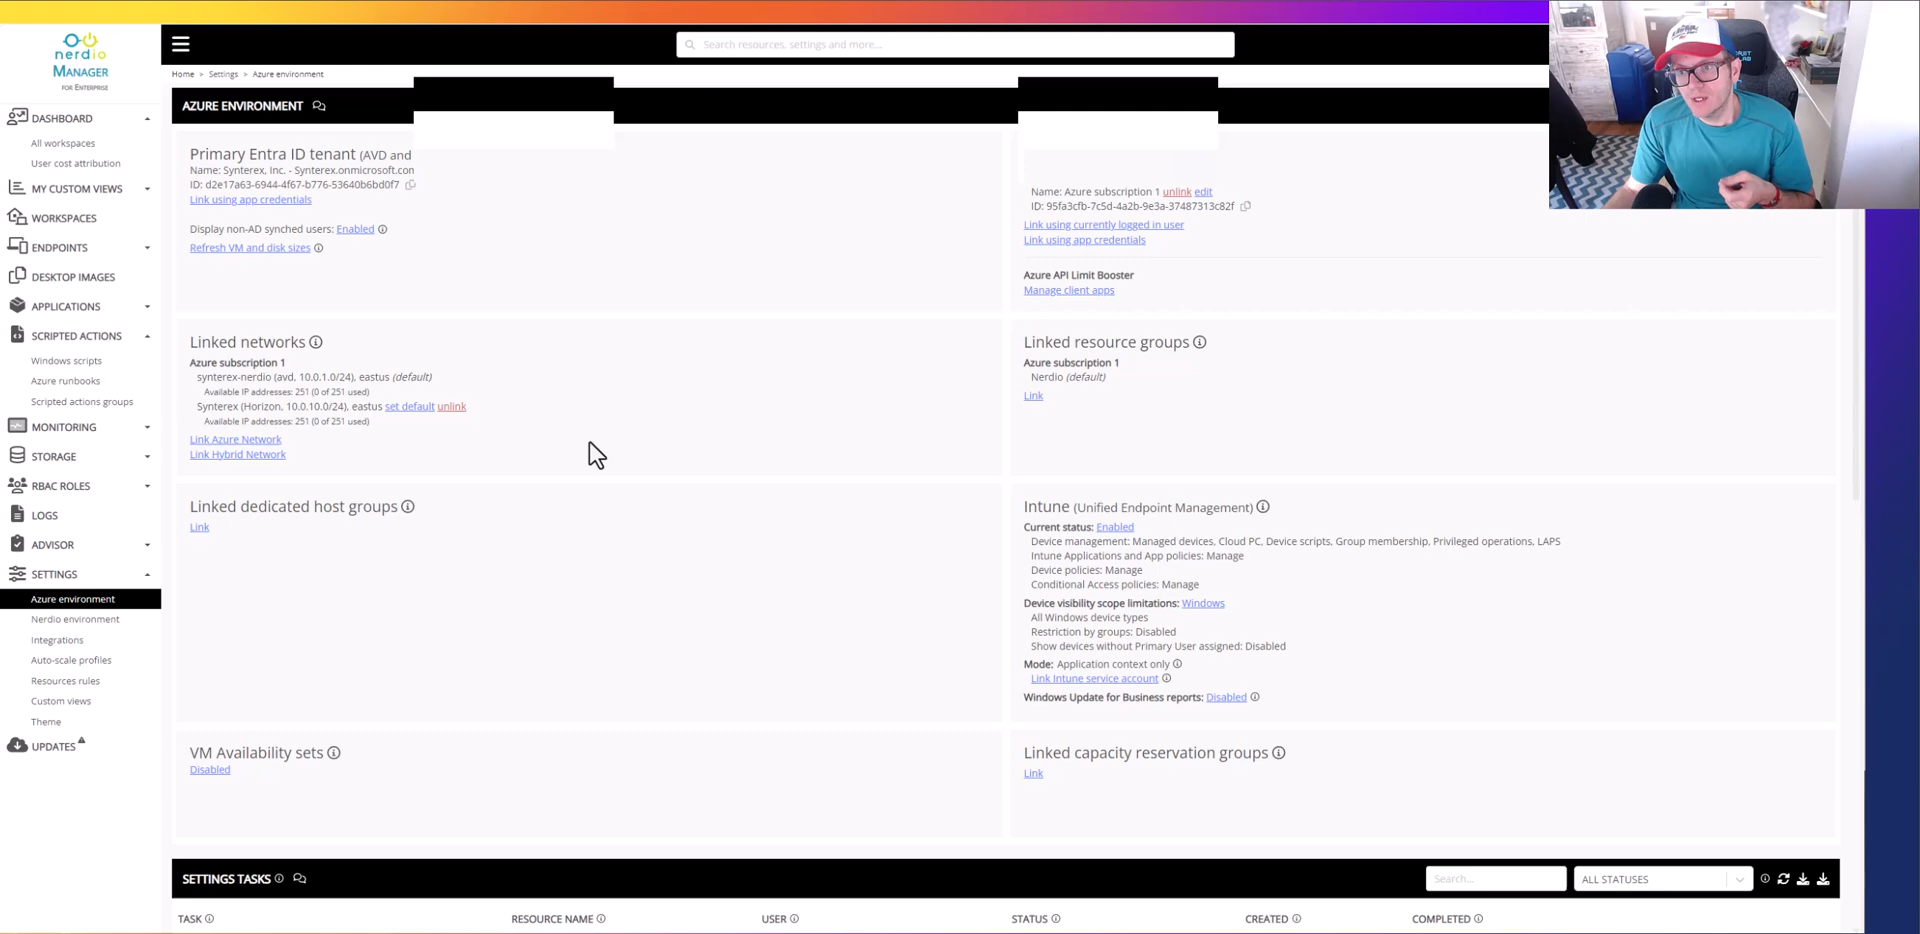 nerdio
MANAGER
FOR ENTERPRISE
DASHBOARD
All workspaces
User cost attribution
MY CUSTOM VIEWS
WORKSPACES
ENDPOINTS
DESKTOP IMAGES
APPLICATIONS
SCRIPTED ACTIONS
Windows scripts
Azure runbooks
Scripted actions groups
MONITORING
STORAGE
RBAC ROLES
LOGS
ADVISOR
SETTINGS
Azure environment
Nerdio environment
Integrations
Auto-scale profiles
Resources rules
Custom views
Theme
UPDATES
Search resources, settings and more...
Home > Settings > Azure environment
AZURE ENVIRONMENT
Primary Entra ID tenant (AVD and
Name: Synterex, Inc. - Synterex.onmicrosoft.con
ID: d2e17a63-6944-4f67-b776-53640b6bd0f7
Link using app credentials
Display non-AD synched users: Enabled
Refresh VM and disk sizes
Name: Azure subscription 1 unlink edit
ID: 95fa3cfb-7c5d-4a2b-9e3a-37487313c82f
Link using currently logged in user
Link using app credentials
Azure API Limit Booster
Manage client apps
Linked networks
Azure subscription 1
synterex-nerdio (avd, 10.0.1.0/24), eastus (default)
Available IP addresses: 251 (0 of 251 used)
Synterex (Horizon, 10.0.10.0/24), eastus set default unlink
Available IP addresses: 251 (0 of 251 used)
Link Azure Network
Link Hybrid Network
Linked resource groups
Azure subscription 1
Nerdio (default)
Link
Linked dedicated host groups
Link
Intune (Unified Endpoint Management)
Current status: Enabled
Device management: Managed devices, Cloud PC, Device scripts, Group membership, Privileged operations, LAPS
Intune Applications and App policies: Manage
Device policies: Manage
Conditional Access policies: Manage
Device visibility scope limitations: Windows
All Windows device types
Restriction by groups: Disabled
Show devices without Primary User assigned: Disabled
Mode: Application context only
Link Intune service account
Windows Update for Business reports: Disabled
VM Availability sets
Disabled
Linked capacity reservation groups
Link
SETTINGS TASKS
Search...
ALL STATUSES
TASK
RESOURCE NAME
USER
STATUS
CREATED
COMPLETED